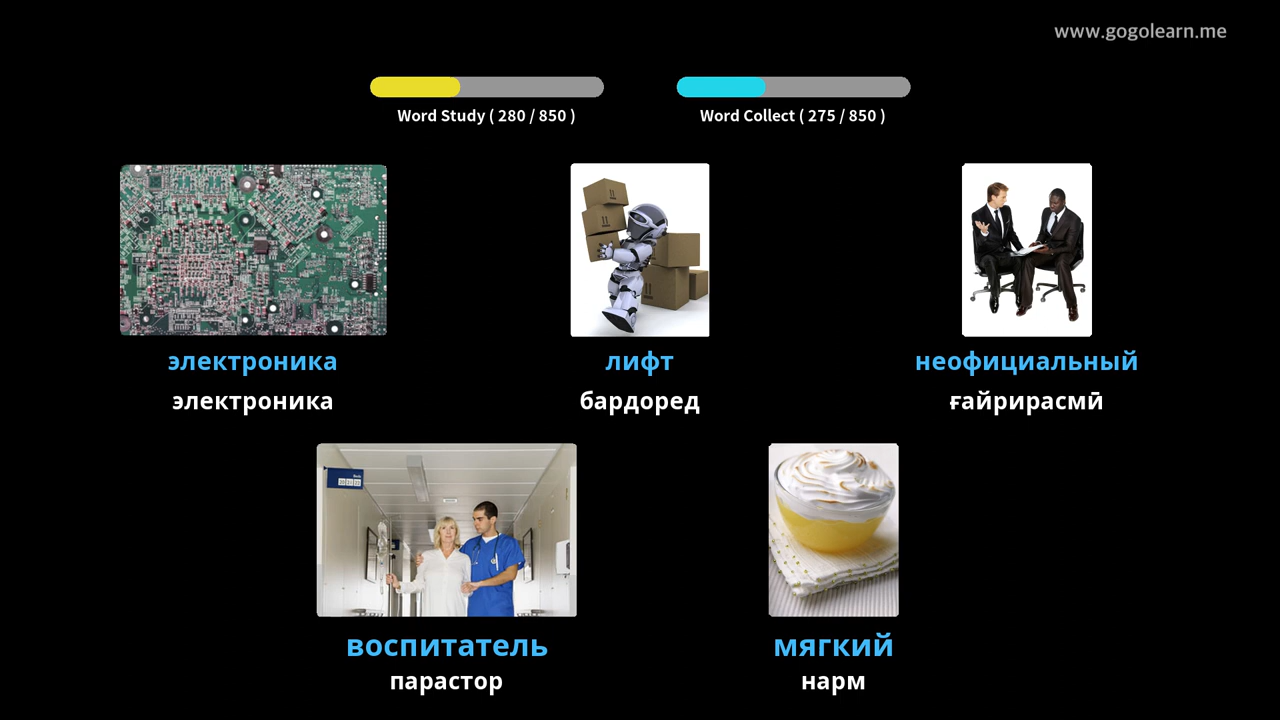 www.gogolearn.me
Word Study ( 280 / 850 )
Word Collect ( 275 / 850 )
электроника
лифт
неофициальный
электроника
бардоред
ғайрирасмӣ
воспитатель
мягкий
парастор
нарм